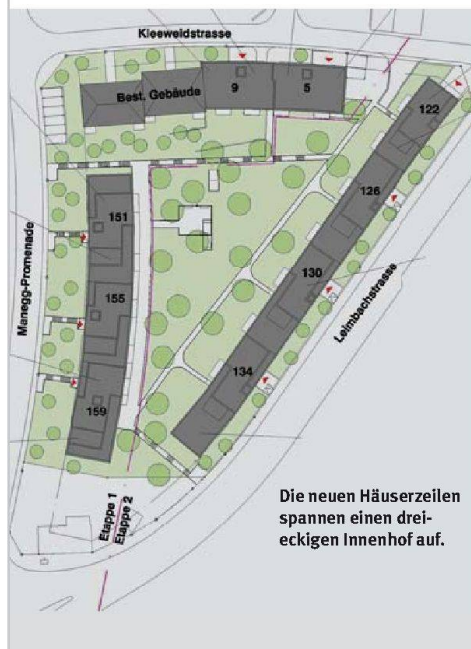 Kleeweidstrasse
Best. Gebäude
9
5
122
126
151
130
155
134
159
Manegg-Promenade
Leimbachstrasse
Etappe 1
Etappe 2
Die neuen Häuserzeilen
spannen einen drei-
eckigen Innenhof auf.